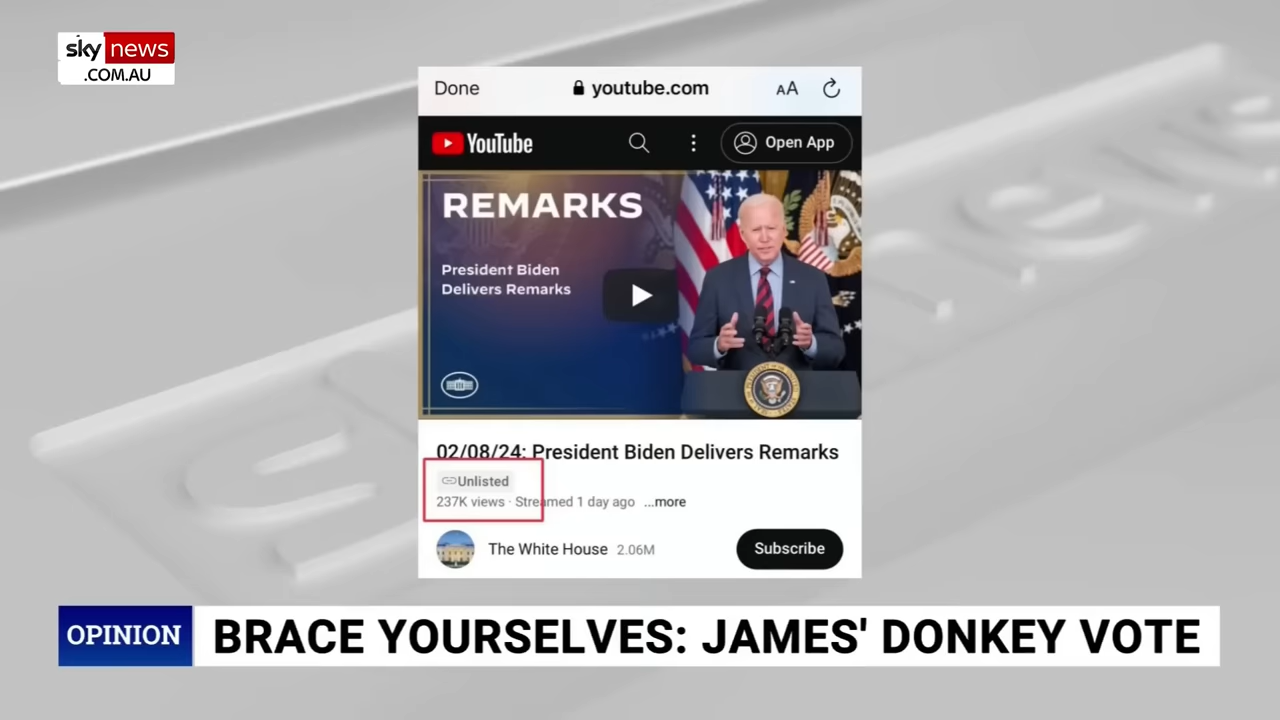 sky news
.COM.AU
Done
youtube.com
AA
YouTube
Open App
REMARKS
President Biden
Delivers Remarks
02/08/24: President Biden Delivers Remarks
Unlisted
237K views · Streamed 1 day ago ...more
The White House 2.06M
Subscribe
OPINION
BRACE YOURSELVES: JAMES' DONKEY VOTE